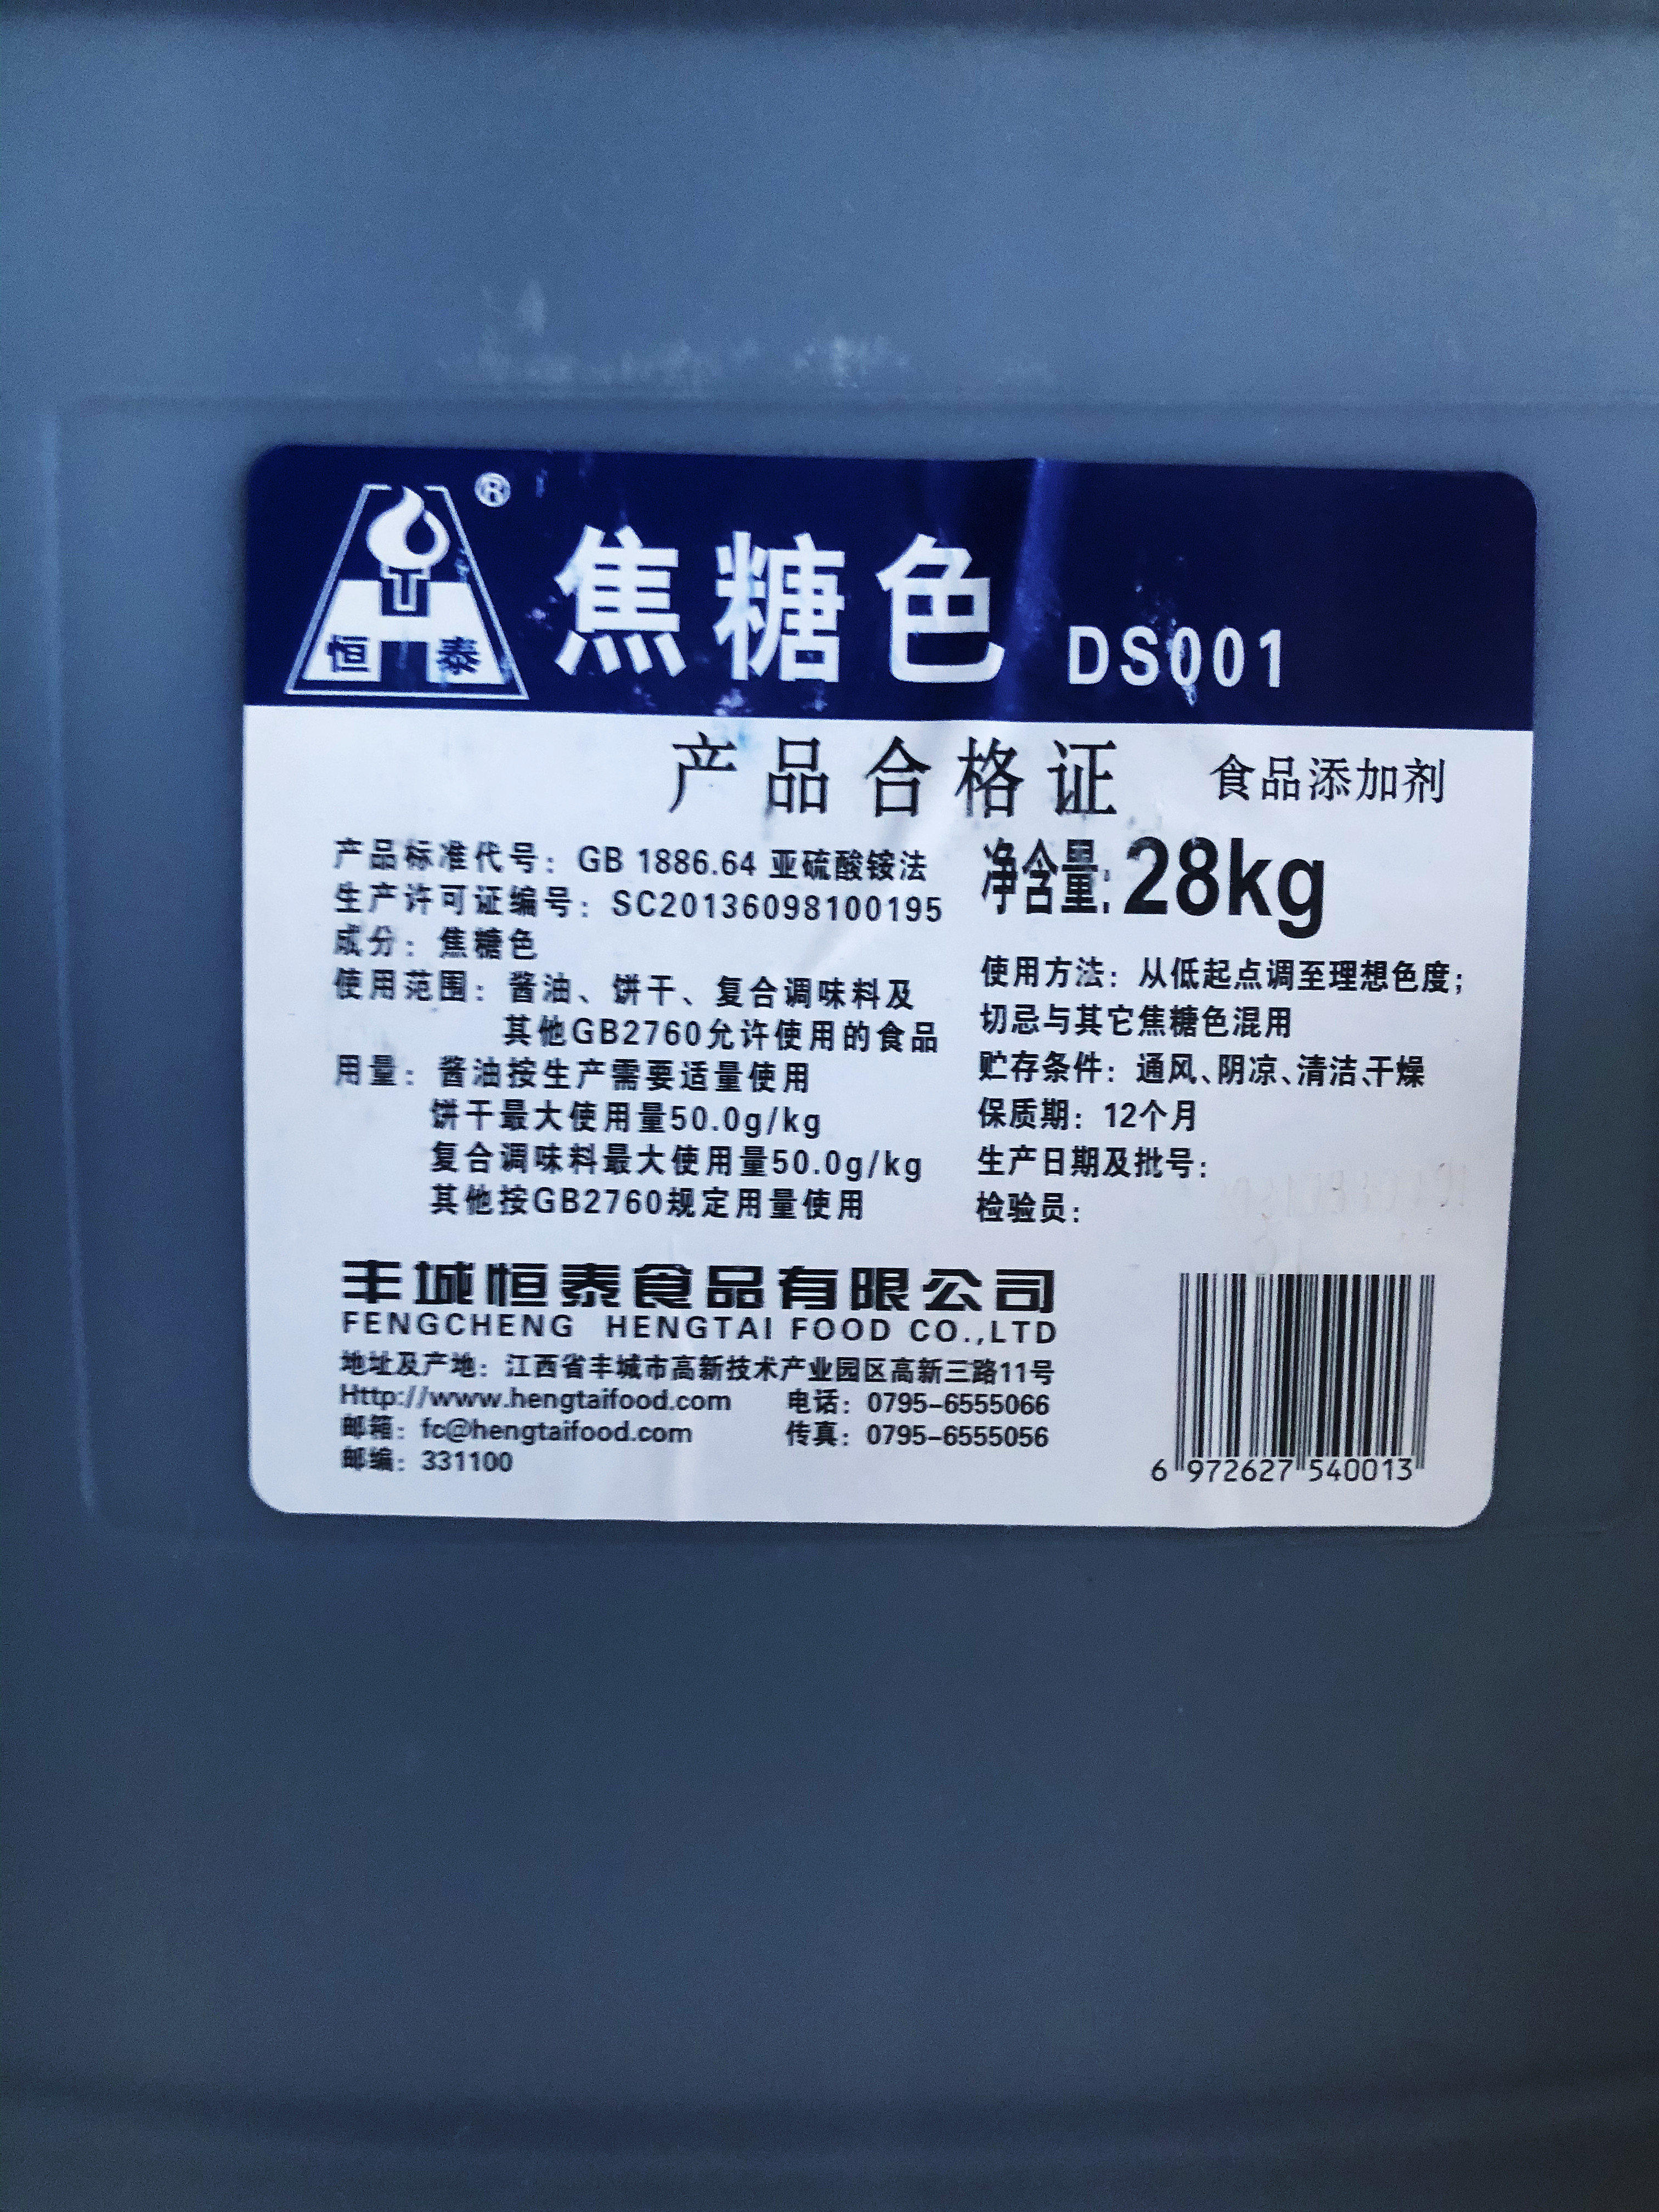 ®
恒泰
焦糖色 DS001
产品合格证 食品添加剂
产品标准代号：GB 1886.64 亚硫酸铵法
生产许可证编号：SC20136098100195
成分：焦糖色
使用范围：酱油、饼干、复合调味料及
其他GB2760允许使用的食品
用量：酱油按生产需要适量使用
饼干最大使用量50.0g/kg
复合调味料最大使用量50.0g/kg
其他按GB2760规定用量使用
净含量：28kg
使用方法：从低起点调至理想色度；
切忌与其它焦糖色混用
贮存条件：通风、阴凉、清洁、干燥
保质期：12个月
生产日期及批号：
检验员：
丰城恒泰食品有限公司
FENGCHENG HENGTAI FOOD CO.,LTD
地址及产地：江西省丰城市高新技术产业园区高新三路11号
Http://www.hengtaifood.com 电话：0795-6555066
邮箱：fc@hengtaifood.com 传真：0795-6555056
邮编：331100
6 972627 540013